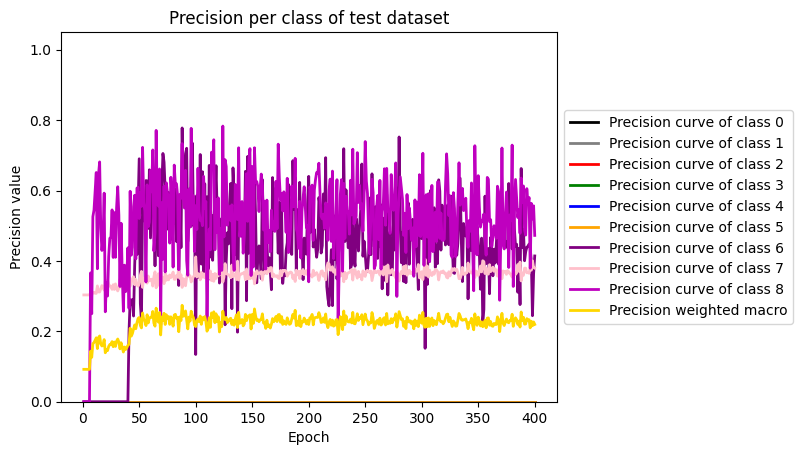 Precision per class of test dataset
Precision value
1.0
0.8
0.6
0.4
0.2
0.0
0
50
100
150
200
250
300
350
400
Epoch
Precision curve of class 0
Precision curve of class 1
Precision curve of class 2
Precision curve of class 3
Precision curve of class 4
Precision curve of class 5
Precision curve of class 6
Precision curve of class 7
Precision curve of class 8
Precision weighted macro